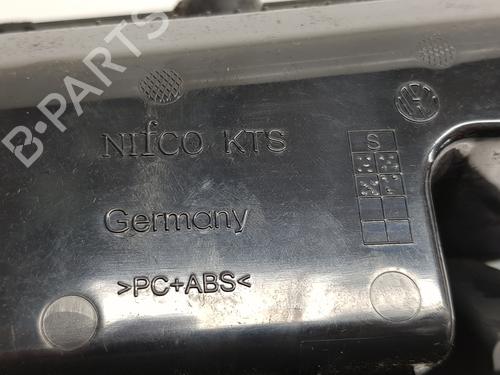 B-PARTS
NIFCO KTS
S
Germany
>PC+ABS<